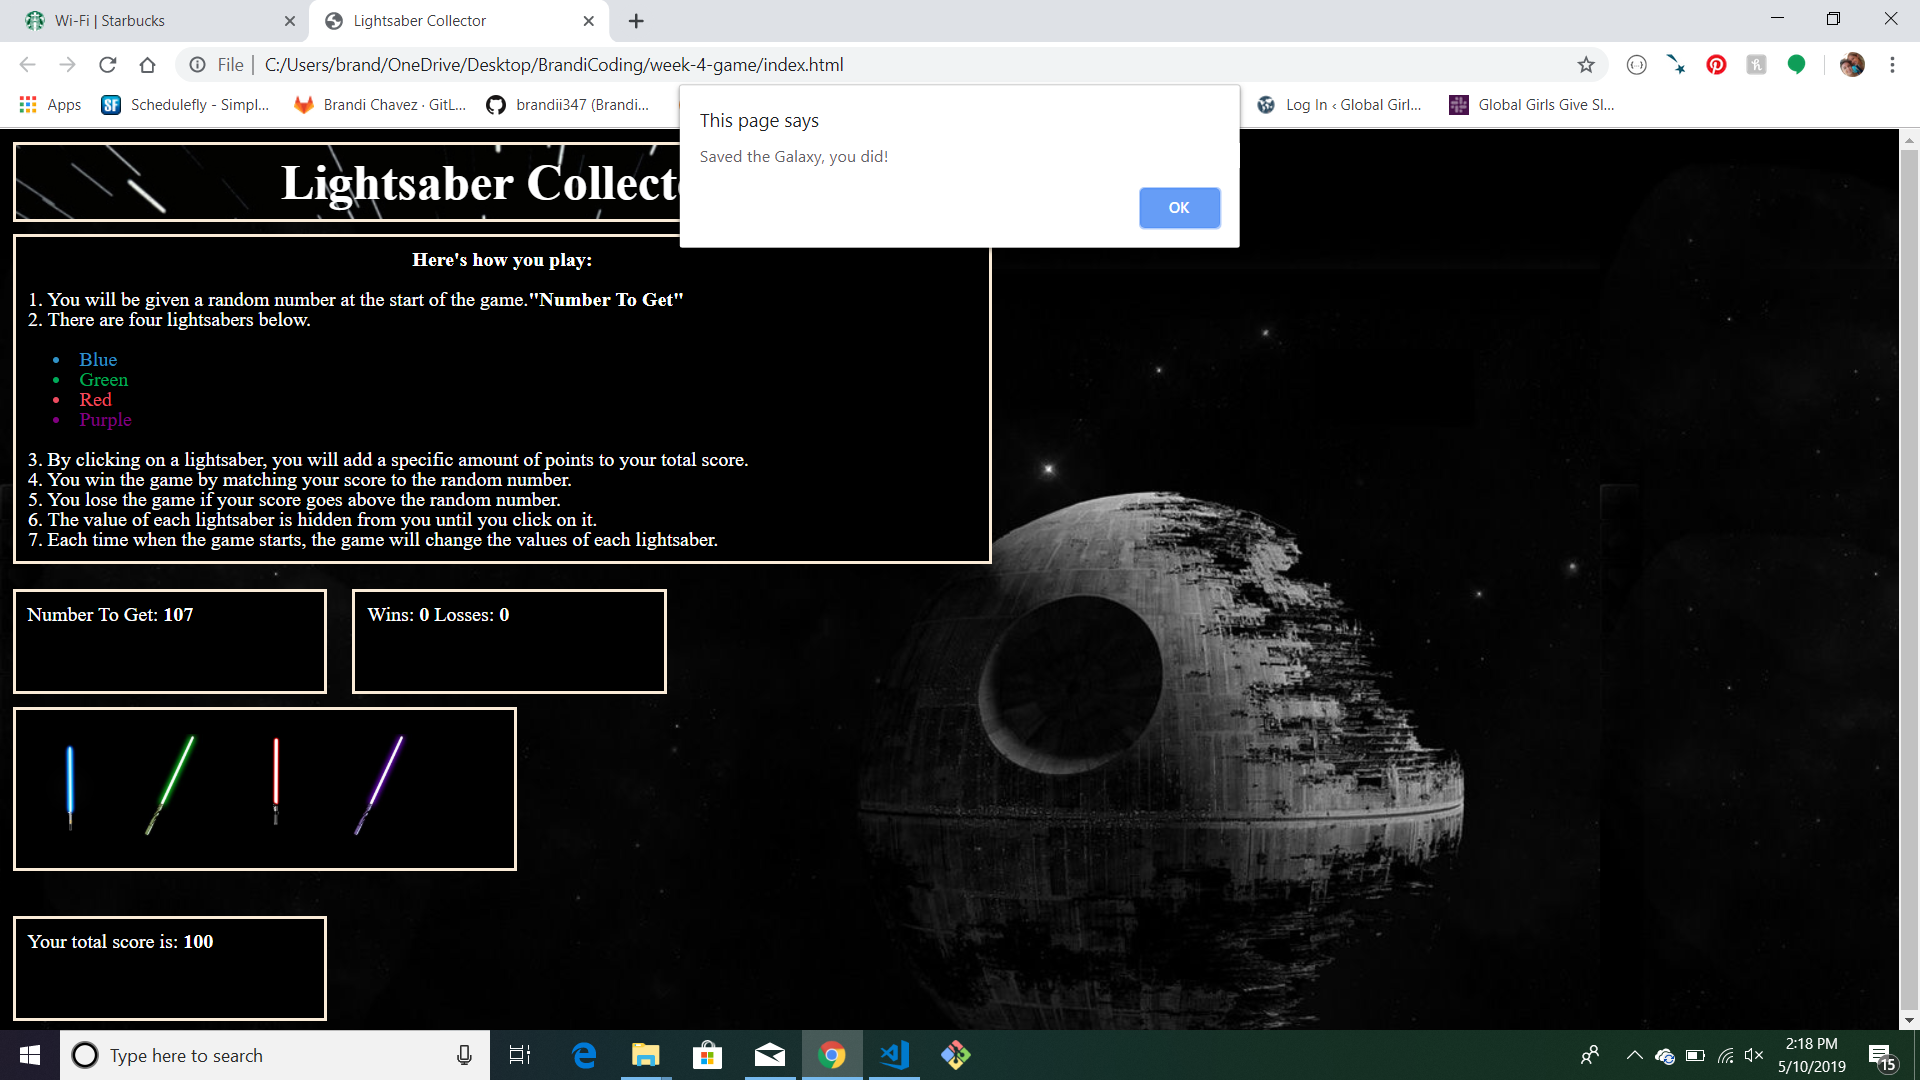 Wi-Fi | Starbucks
Lightsaber Collector
File | C:/Users/brand/OneDrive/Desktop/BrandiCoding/week-4-game/index.html
Apps
SF
Schedulefly - Simpl...
Brandi Chavez · GitL...
brandii347 (Brandi...
Log In ‹ Global Girl...
Global Girls Give Sl...
This page says
Saved the Galaxy, you did!
OK
Lightsaber Collect
Here's how you play:
1. You will be given a random number at the start of the game."Number To Get"
2. There are four lightsabers below.
• Blue
• Green
• Red
• Purple
3. By clicking on a lightsaber, you will add a specific amount of points to your total score.
4. You win the game by matching your score to the random number.
5. You lose the game if your score goes above the random number.
6. The value of each lightsaber is hidden from you until you click on it.
7. Each time when the game starts, the game will change the values of each lightsaber.
Number To Get: 107
Wins: 0 Losses: 0
Your total score is: 100
Type here to search
2:18 PM
5/10/2019
15